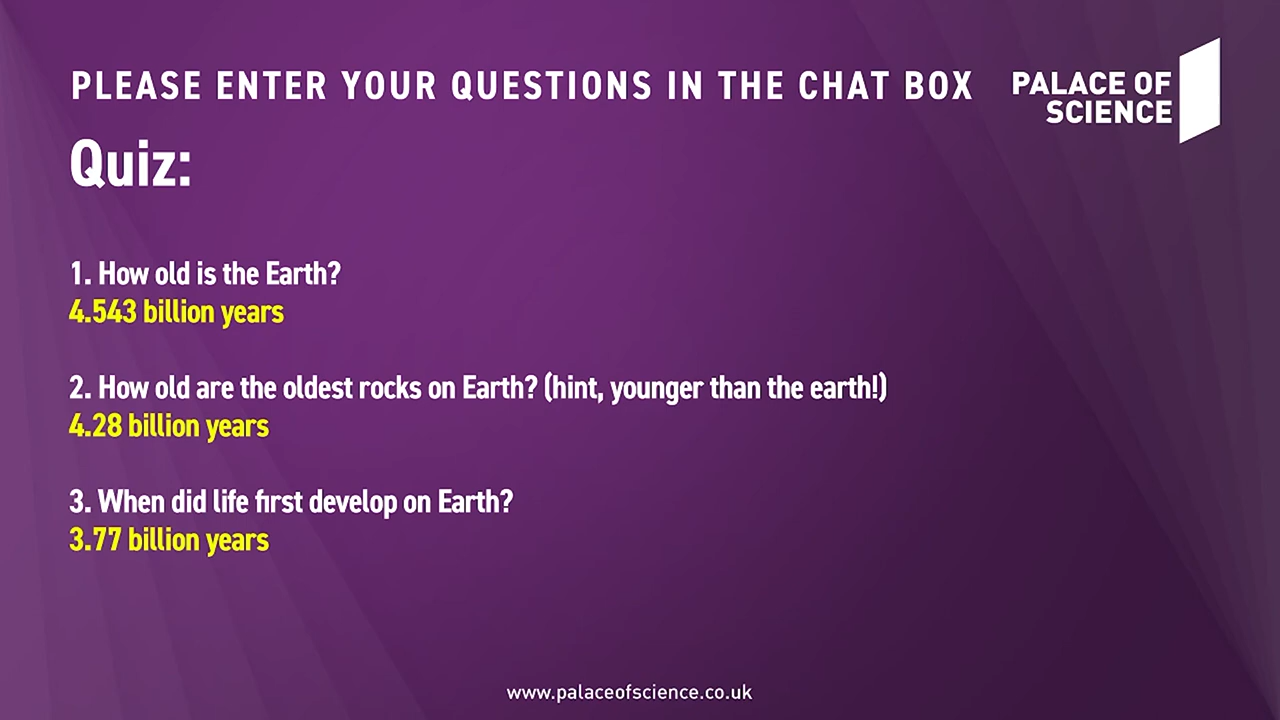 PLEASE ENTER YOUR QUESTIONS IN THE CHAT BOX
PALACE OF
SCIENCE
Quiz:
1. How old is the Earth?
4.543 billion years
2. How old are the oldest rocks on Earth? (hint, younger than the earth!)
4.28 billion years
3. When did life first develop on Earth?
3.77 billion years
www.palaceofscience.co.uk